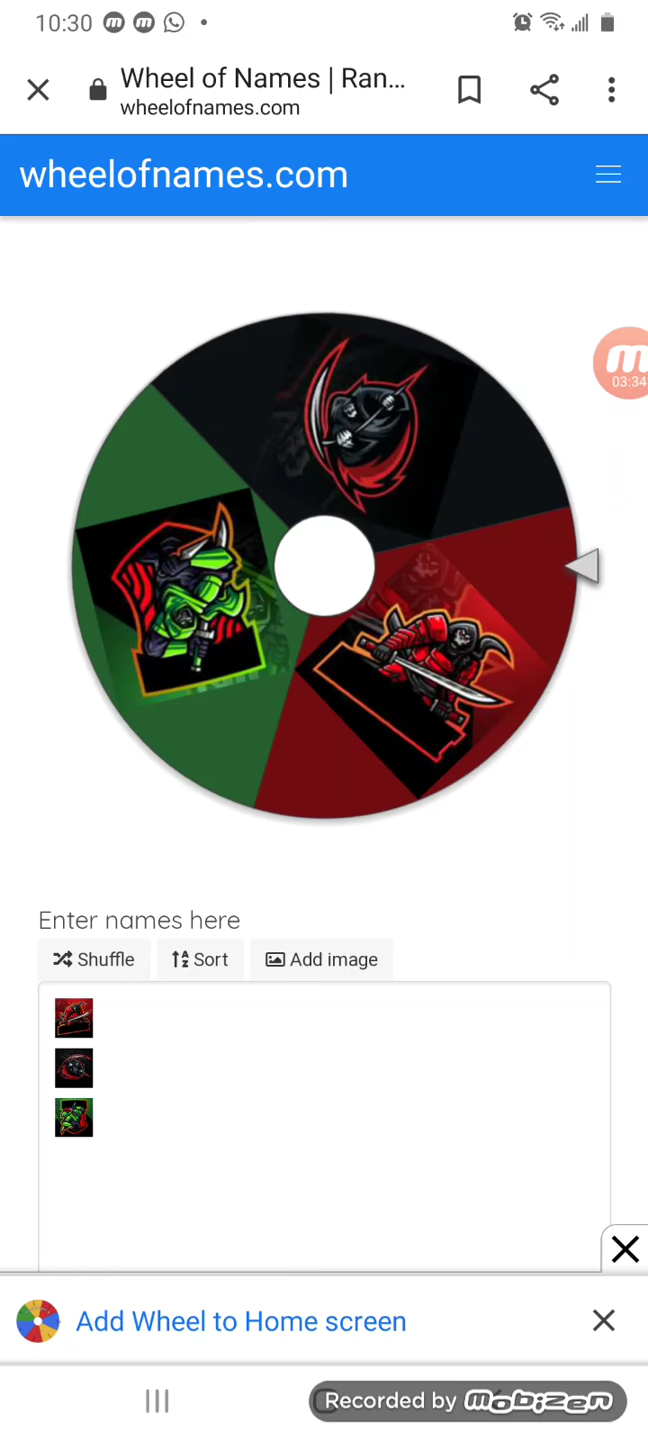 10:30
Wheel of Names | Ran...
wheelofnames.com
wheelofnames.com
03:34
Enter names here
Shuffle
Sort
Add image
Add Wheel to Home screen
Recorded by mobizen